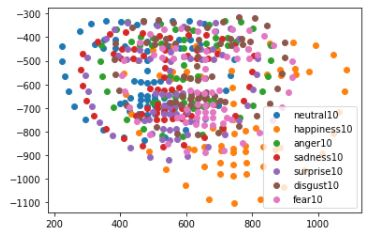 −300
−400
−500
−600
−700
−800
−900
−1000
−1100
200
400
600
800
1000
neutral10
happiness10
anger10
sadness10
surprise10
disgust10
fear10